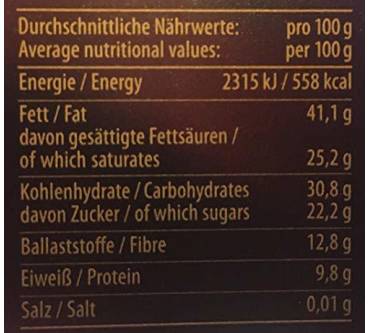 Durchschnittliche Nährwerte: pro 100 g
Average nutritional values: per 100 g
Energie / Energy 2315 kJ / 558 kcal
Fett / Fat 41,1 g
davon gesättigte Fettsäuren /
of which saturates 25,2 g
Kohlenhydrate / Carbohydrates 30,8 g
davon Zucker / of which sugars 22,2 g
Ballaststoffe / Fibre 12,8 g
Eiweiß / Protein 9,8 g
Salz / Salt 0,01 g